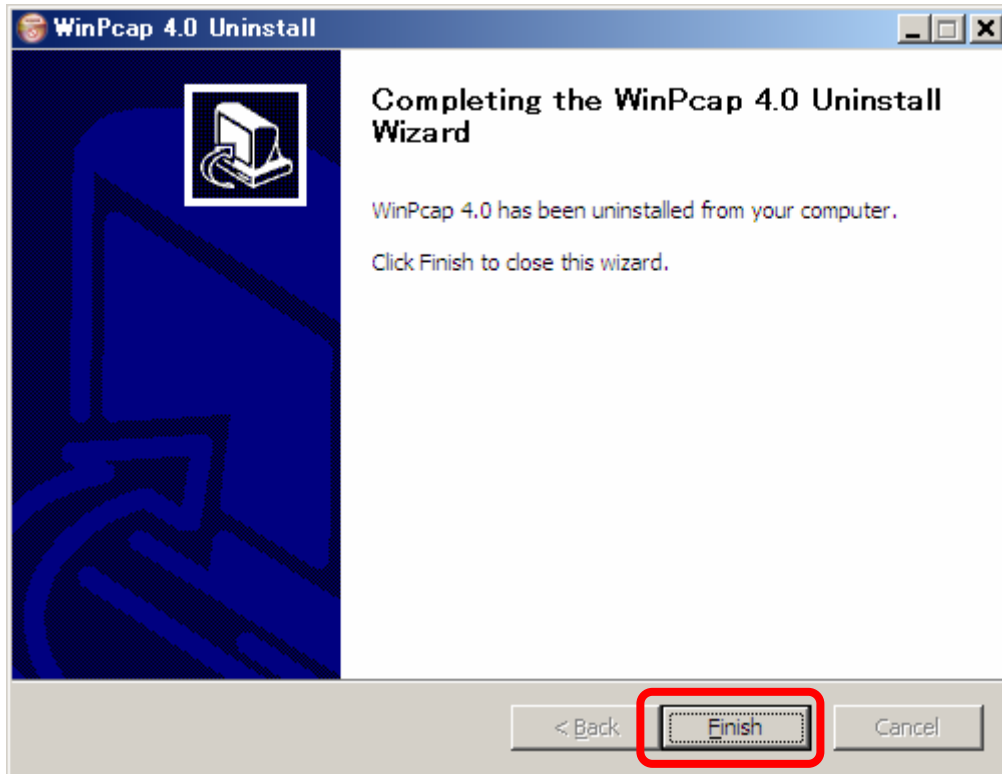 WinPcap 4.0 Uninstall
Completing the WinPcap 4.0 Uninstall
Wizard
WinPcap 4.0 has been uninstalled from your computer.
Click Finish to close this wizard.
< Back Finish Cancel